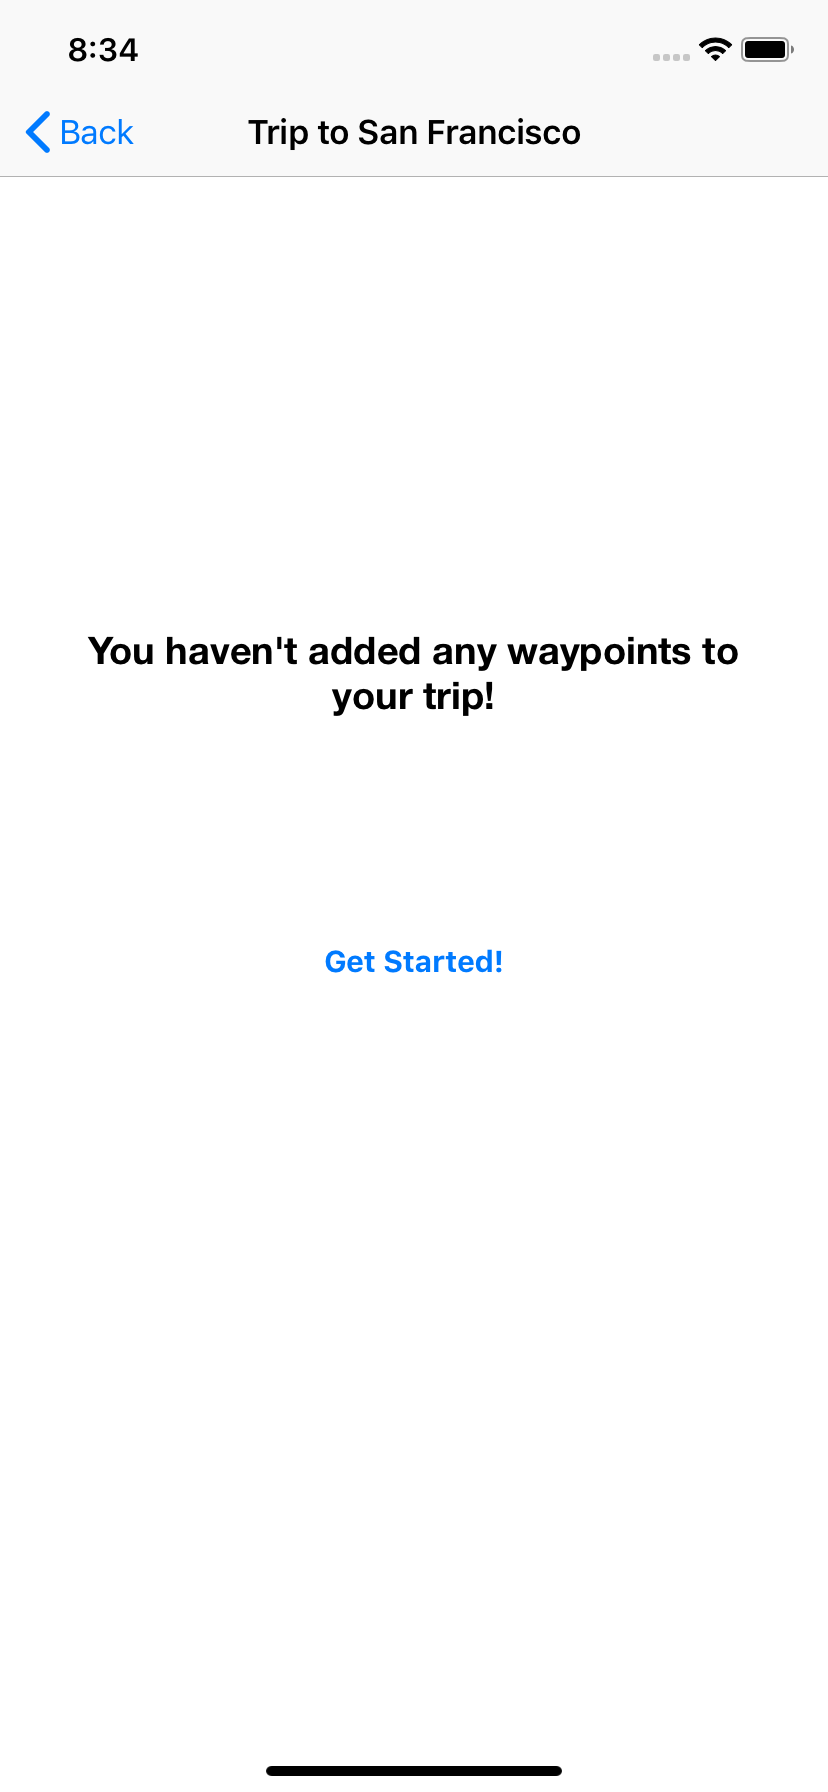 8:34
Back
Trip to San Francisco
You haven't added any waypoints to
your trip!
Get Started!